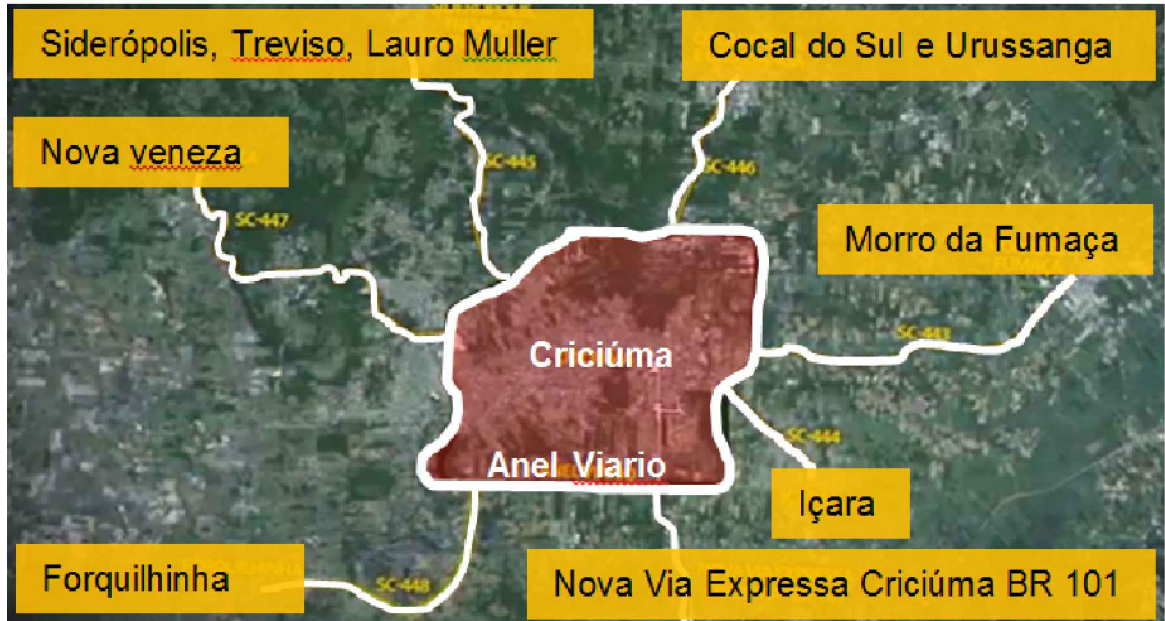 Siderópolis, Treviso, Lauro Muller
Cocal do Sul e Urussanga
Nova veneza
SC-445
SC-446
SC-447
Morro da Fumaça
FUMAÇA
SC-443
Criciúma
SC-444
Anel Viario
Içara
Forquilhinha
SC-448
Nova Via Expressa Criciúma BR 101